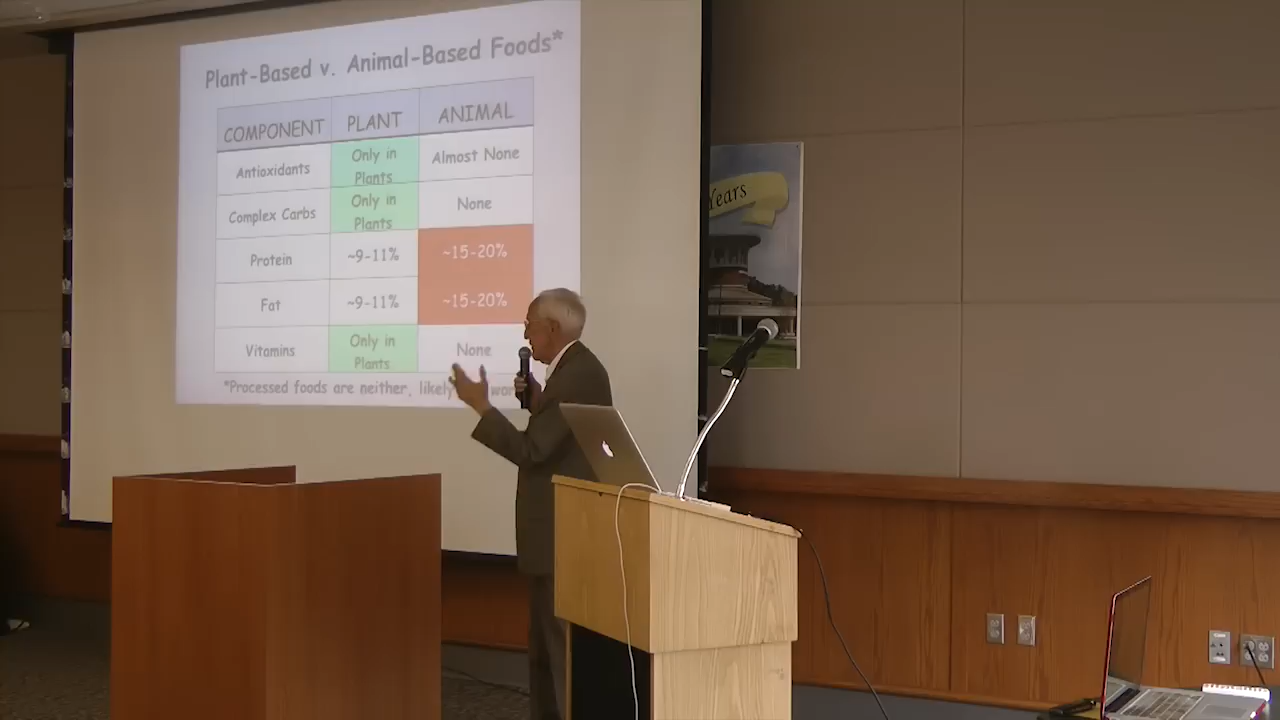 Plant-Based v. Animal-Based Foods*
COMPONENT PLANT ANIMAL
Antioxidants Only in Plants Almost None
Complex Carbs Only in Plants None
Protein ~9-11% ~15-20%
Fat ~9-11% ~15-20%
Vitamins Only in Plants None
*Processed foods are neither, likely
Years